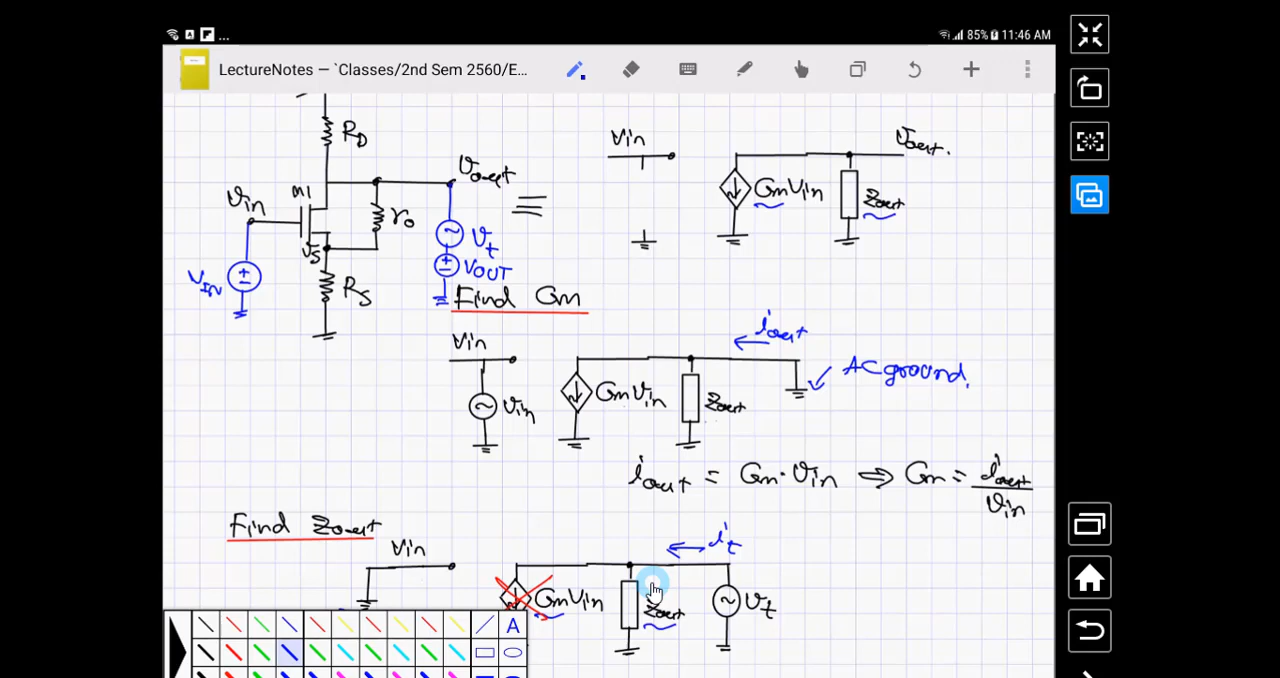 A ... 85% 11:46 AM
LectureNotes — `Classes/2nd Sem 2560/E...
RD
Vin
Vout.
M1
Vout
GmVin
Zout
Vin
ro
VS
Vt
VIN
RS
VOUT
Find Gm
iout
Vin
AC ground.
Vin
GmVin
Zout
iout = Gm·Vin ⇒ Gm = iout/Vin
Find Zout
Vin
it
GmVin
Zout
Vt
A